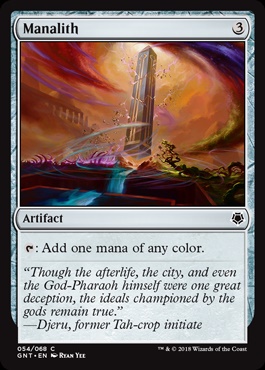 Manalith 3
Artifact
: Add one mana of any color.
“Though the afterlife, the city, and even
the God-Pharaoh himself were one great
deception, the ideals championed by the
gods remain true.”
—Djeru, former Tah-crop initiate
054/068 C
GNT • EN Ryan Yee
™ & © 2018 Wizards of the Coast